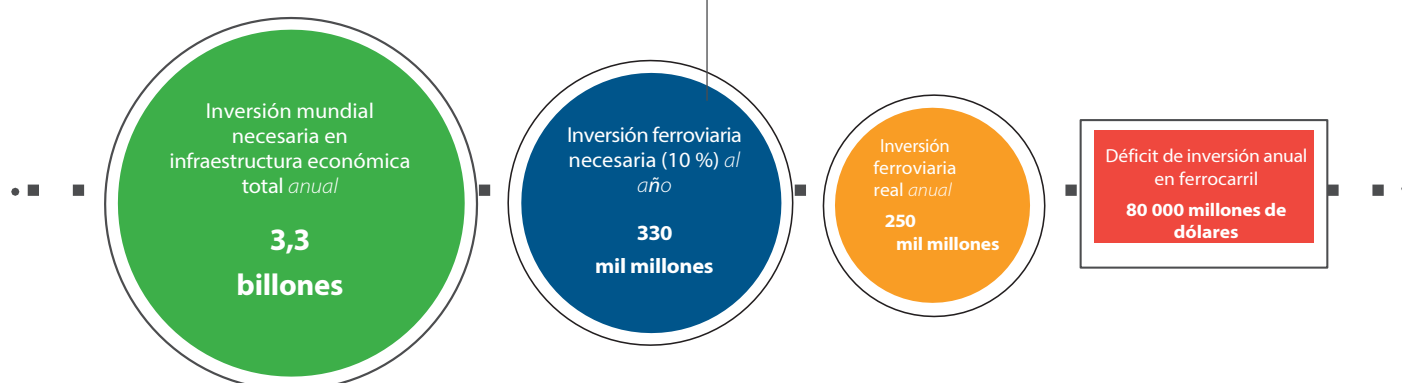 Inversión mundial
necesaria en
infraestructura económica
total anual
3,3
billones
Inversión ferroviaria
necesaria (10 %) al
año
330
mil millones
Inversión
ferroviaria
real anual
250
mil millones
Déficit de inversión anual
en ferrocarril
80 000 millones de
dólares